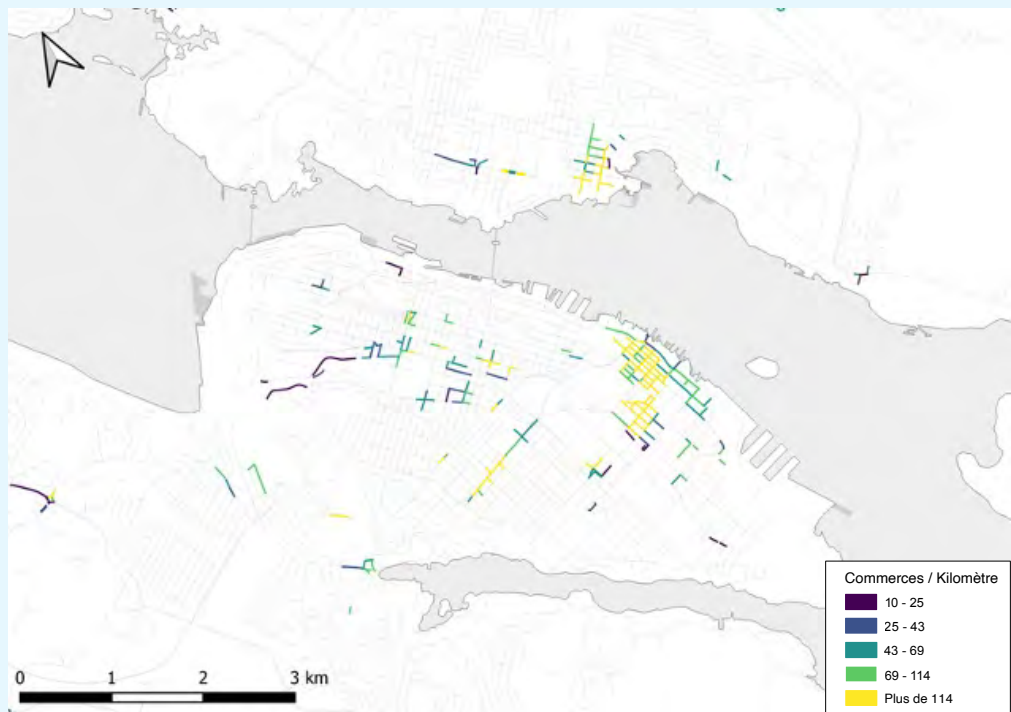 Commerces / Kilomètre
10 - 25
25 - 43
43 - 69
69 - 114
Plus de 114
0 1 2 3 km